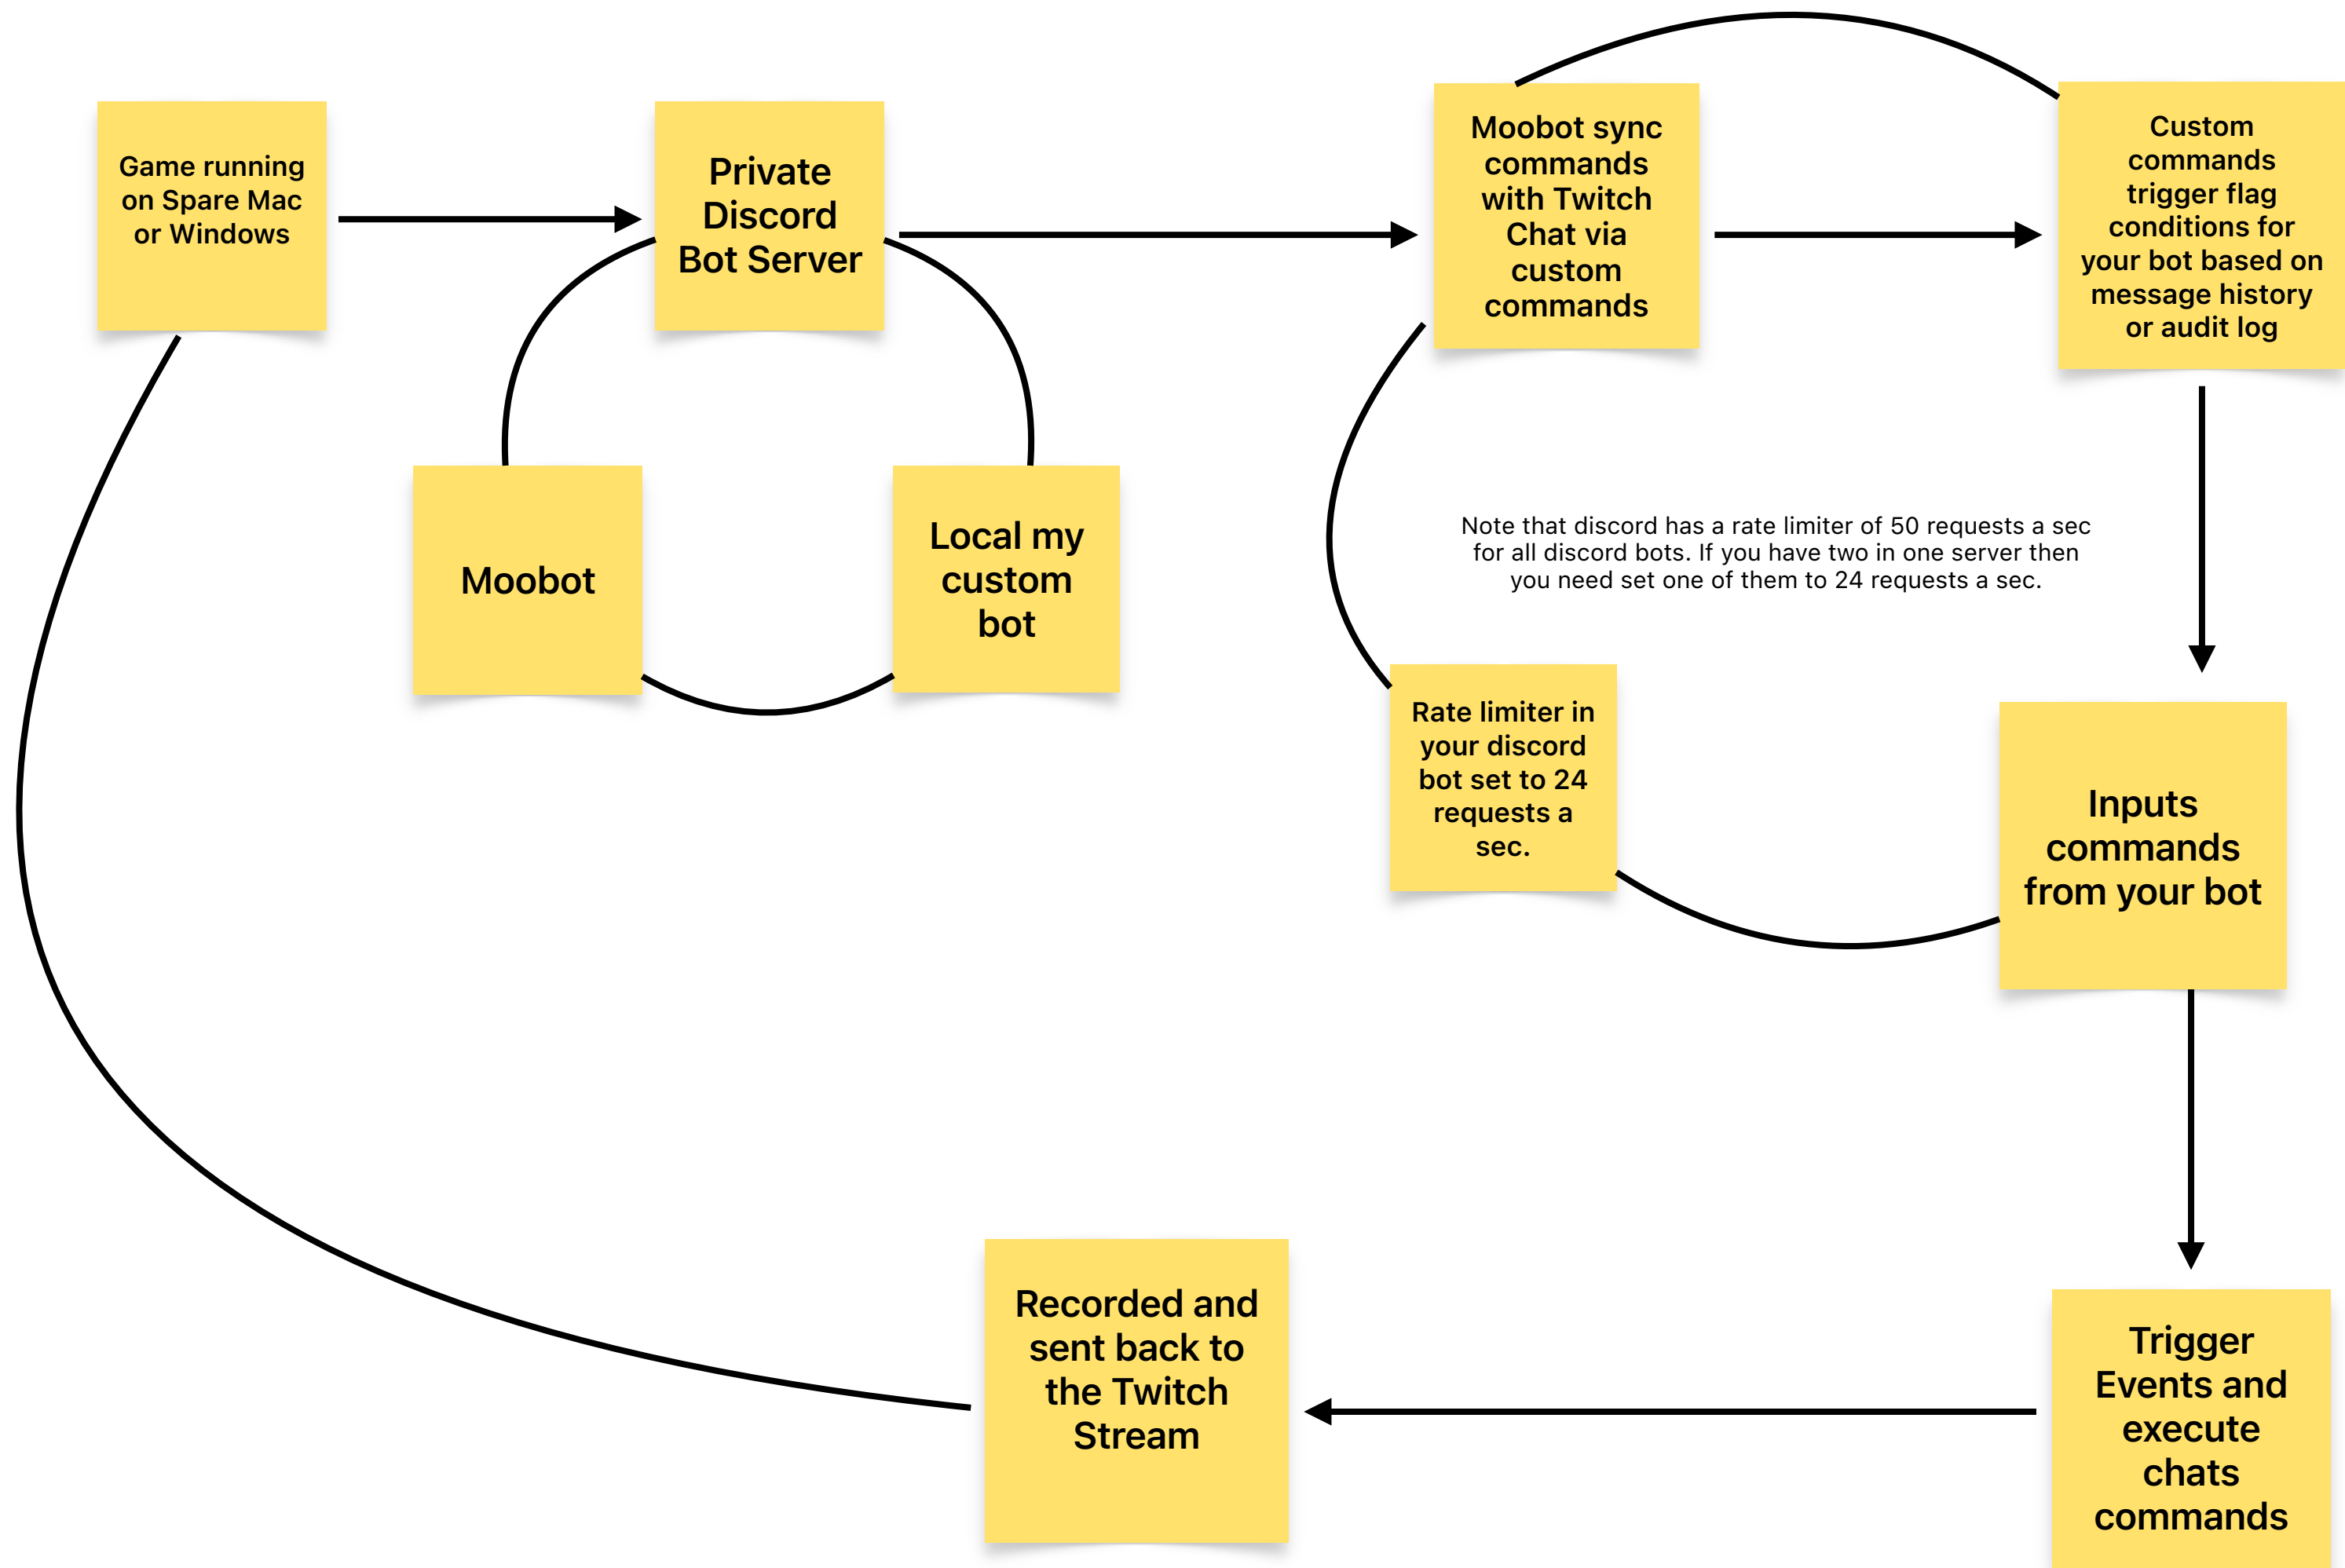 Game running
on Spare Mac
or Windows
Private
Discord
Bot Server
Moobot sync
commands
with Twitch
Chat via
custom
commands
Custom
commands
trigger flag
conditions for
your bot based on
message history
or audit log
Moobot
Local my
custom
bot
Note that discord has a rate limiter of 50 requests a sec
for all discord bots. If you have two in one server then
you need set one of them to 24 requests a sec.
Rate limiter in
your discord
bot set to 24
requests a
sec.
Inputs
commands
from your bot
Recorded and
sent back to
the Twitch
Stream
Trigger
Events and
execute
chats
commands